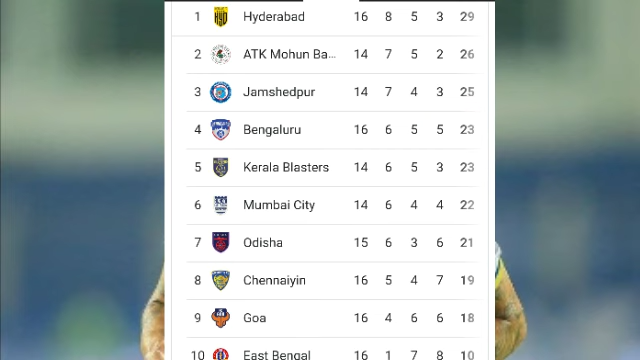 1 Hyderabad 16 8 5 3 29
2 ATK Mohun Ba... 14 7 5 2 26
3 Jamshedpur 14 7 4 3 25
4 Bengaluru 16 6 5 5 23
5 Kerala Blasters 14 6 5 3 23
6 Mumbai City 14 6 4 4 22
7 Odisha 15 6 3 6 21
8 Chennaiyin 16 5 4 7 19
9 Goa 16 4 6 6 18
10 East Bengal 16 1 7 8 10